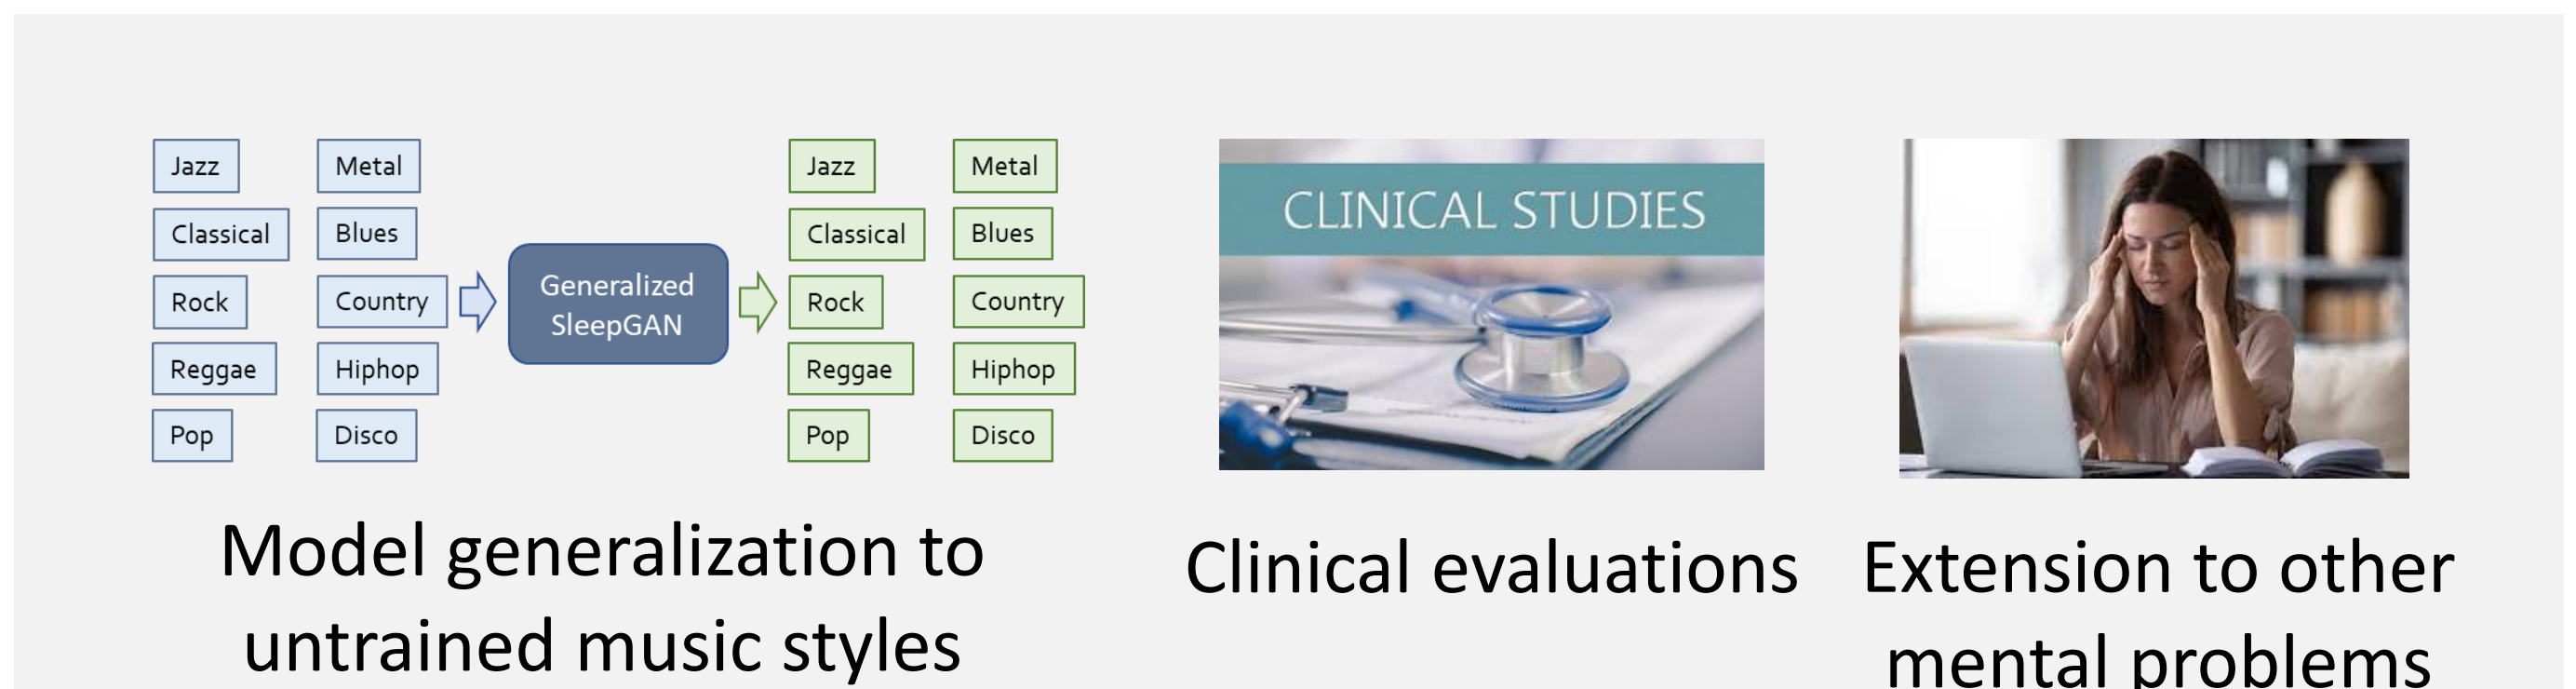 Jazz
Metal
Classical
Blues
Rock
Country
Reggae
Hiphop
Pop
Disco
Generalized
SleepGAN
Jazz
Metal
Classical
Blues
Rock
Country
Reggae
Hiphop
Pop
Disco
Model generalization to
untrained music styles
CLINICAL STUDIES
Clinical evaluations
Extension to other
mental problems